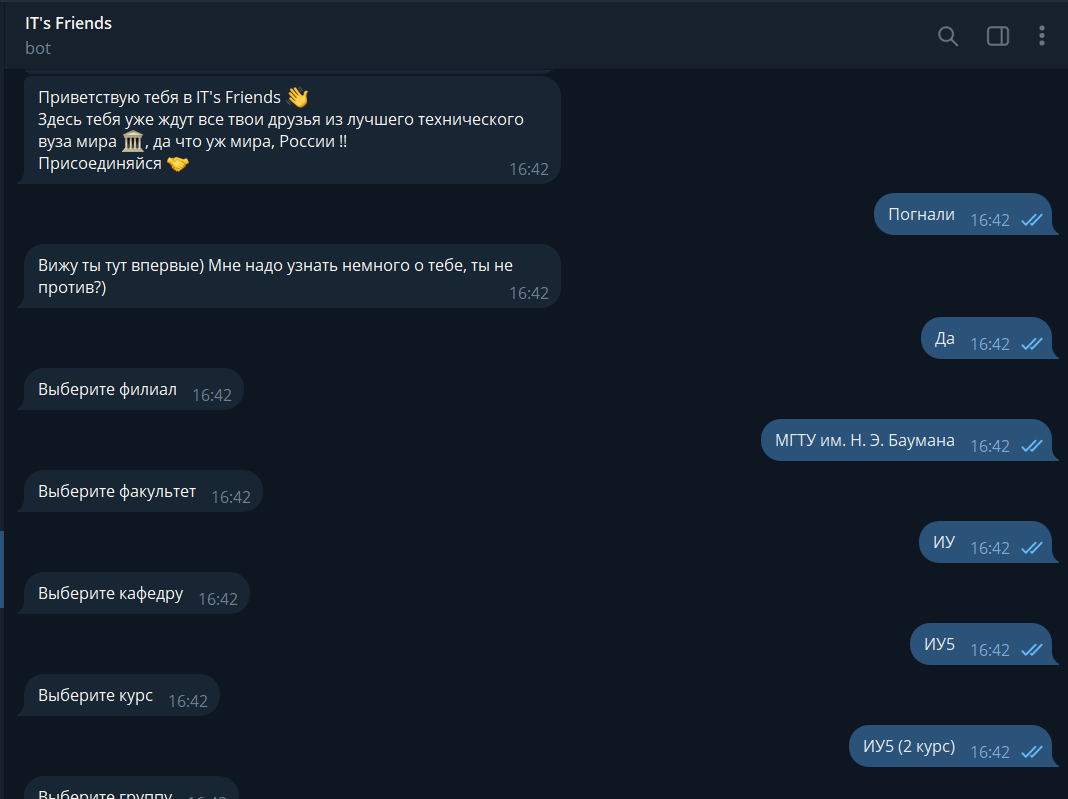 IT's Friends
bot
Приветствую тебя в IT's Friends 👋
Здесь тебя уже ждут все твои друзья из лучшего технического
вуза мира 🏛, да что уж мира, России !!
Присоединяйся 🤝
16:42
Погнали 16:42
Вижу ты тут впервые) Мне надо узнать немного о тебе, ты не
против?)
16:42
Да 16:42
Выберите филиал 16:42
МГТУ им. Н. Э. Баумана 16:42
Выберите факультет 16:42
ИУ 16:42
Выберите кафедру 16:42
ИУ5 16:42
Выберите курс 16:42
ИУ5 (2 курс) 16:42
Выберите группу 16:42